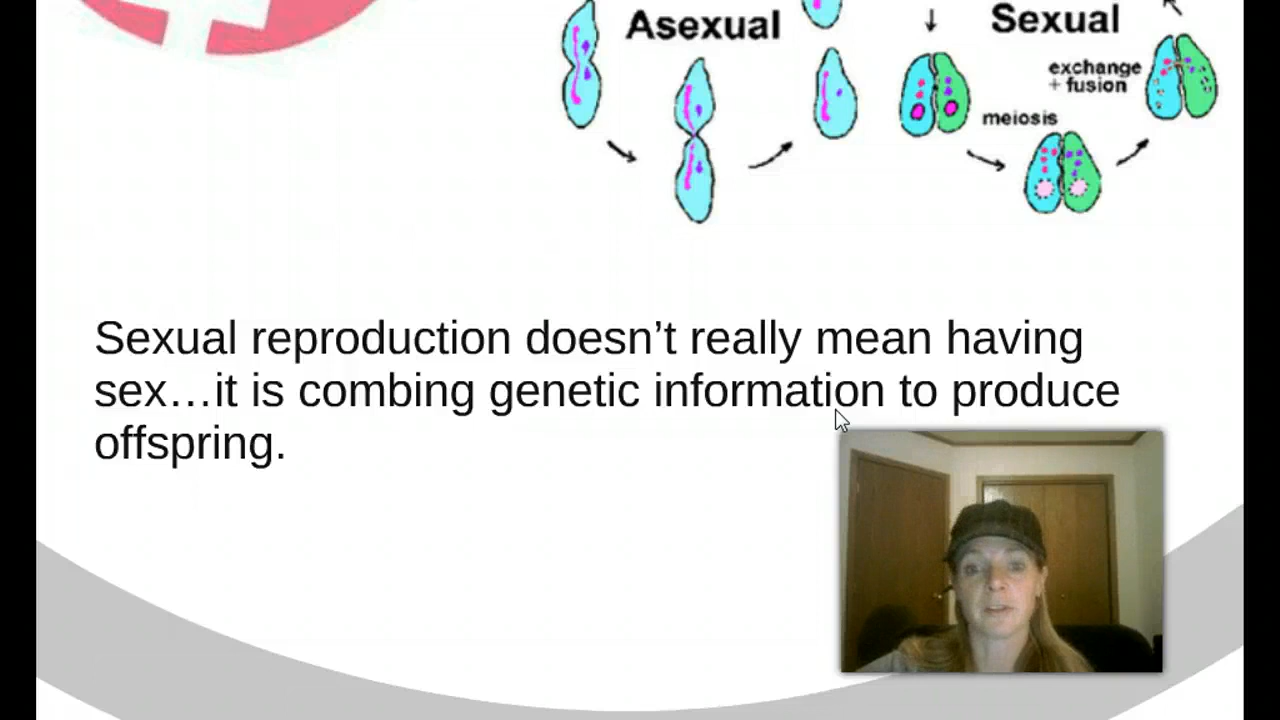 Asexual
Sexual
exchange
+ fusion
meiosis
Sexual reproduction doesn’t really mean having
sex…it is combing genetic information to produce
offspring.